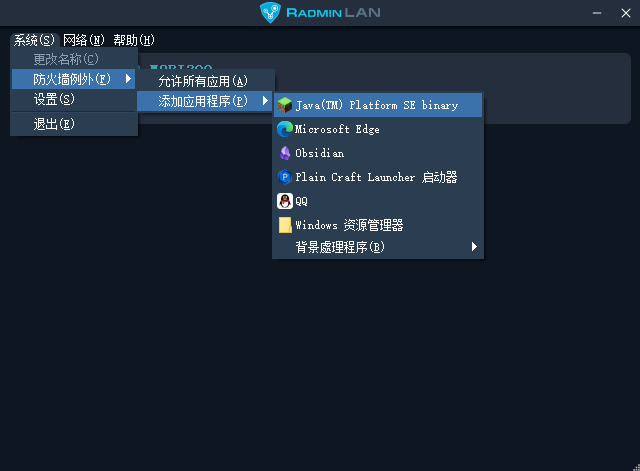 RADMIN LAN
系统(S) 网络(N) 帮助(H)
更改名称(C)
防火墙例外(F)
设置(S)
退出(E)
允许所有应用(A)
添加应用程序(P)
Java(TM) Platform SE binary
Microsoft Edge
Obsidian
Plain Craft Launcher 启动器
QQ
Windows 资源管理器
背景處理程序(B)